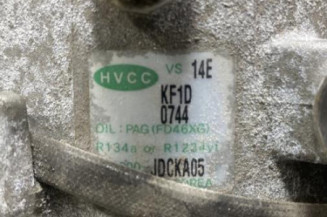 HVCC VS 14E
KF1D
0744
OIL: PAG(FD46XG)
R134a or R1234yf
JDCKA05